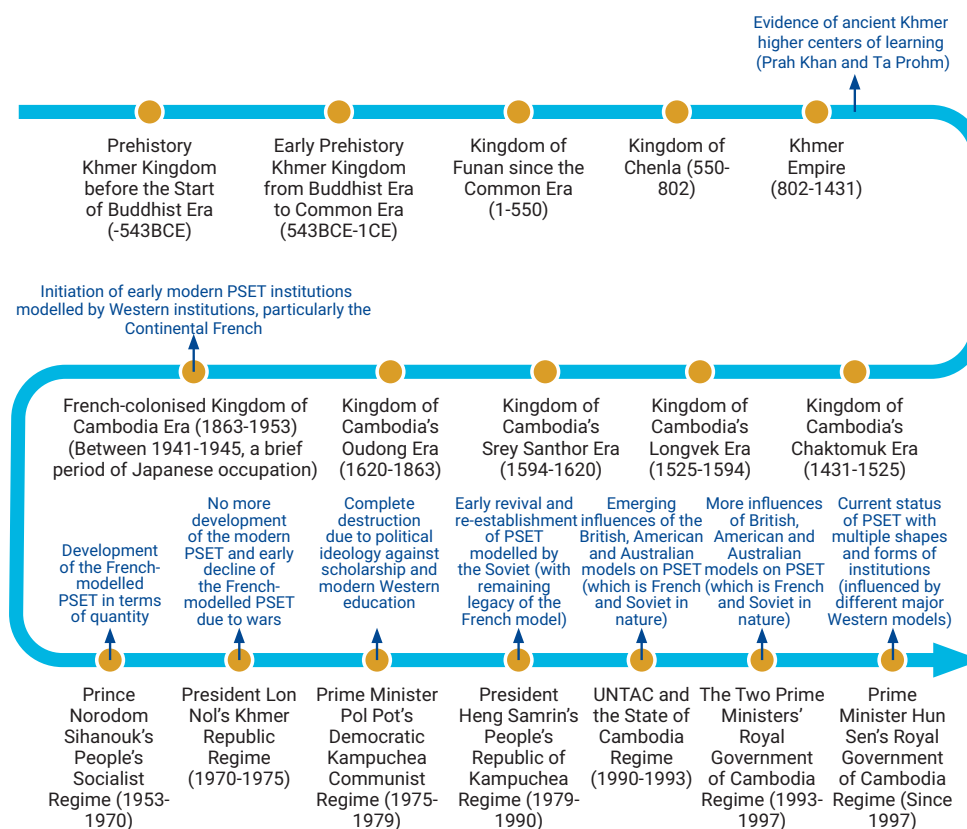 Evidence of ancient Khmer
higher centers of learning
(Prah Khan and Ta Prohm)
Prehistory
Khmer Kingdom
before the Start
of Buddhist Era
(-543BCE)
Early Prehistory
Khmer Kingdom
from Buddhist Era
to Common Era
(543BCE-1CE)
Kingdom of
Funan since the
Common Era
(1-550)
Kingdom of
Chenla (550-
802)
Khmer
Empire
(802-1431)
Initiation of early modern PSET institutions
modelled by Western institutions, particularly the
Continental French
French-colonised Kingdom of
Cambodia Era (1863-1953)
(Between 1941-1945, a brief
period of Japanese occupation)
Kingdom of
Cambodia's
Oudong Era
(1620-1863)
Kingdom of
Cambodia's
Srey Santhor Era
(1594-1620)
Kingdom of
Cambodia's
Longvek Era
(1525-1594)
Kingdom of
Cambodia's
Chaktomuk Era
(1431-1525)
Development
of the French-
modelled
PSET in terms
of quantity
No more
development
of the modern
PSET and early
decline of
the French-
modelled PSET
due to wars
Complete
destruction
due to political
ideology against
scholarship and
modern Western
education
Early revival and
re-establishment
of PSET
modelled by
the Soviet (with
remaining
legacy of the
French model)
Emerging
influences of the
British, American
and Australian
models on PSET
(which is French
and Soviet in
nature)
More influences
of British,
American and
Australian
models on PSET
(which is French
and Soviet in
nature)
Current status
of PSET with
multiple shapes
and forms of
institutions
(influenced by
different major
Western models)
Prince
Norodom
Sihanouk's
People's
Socialist
Regime (1953-
1970)
President Lon
Nol's Khmer
Republic
Regime
(1970-1975)
Prime Minister
Pol Pot's
Democratic
Kampuchea
Communist
Regime (1975-
1979)
President
Heng Samrin's
People's
Republic of
Kampuchea
Regime (1979-
1990)
UNTAC and
the State of
Cambodia
Regime
(1990-1993)
The Two Prime
Ministers'
Royal
Government
of Cambodia
Regime (1993-
1997)
Prime
Minister Hun
Sen's Royal
Government
of Cambodia
Regime (Since
1997)